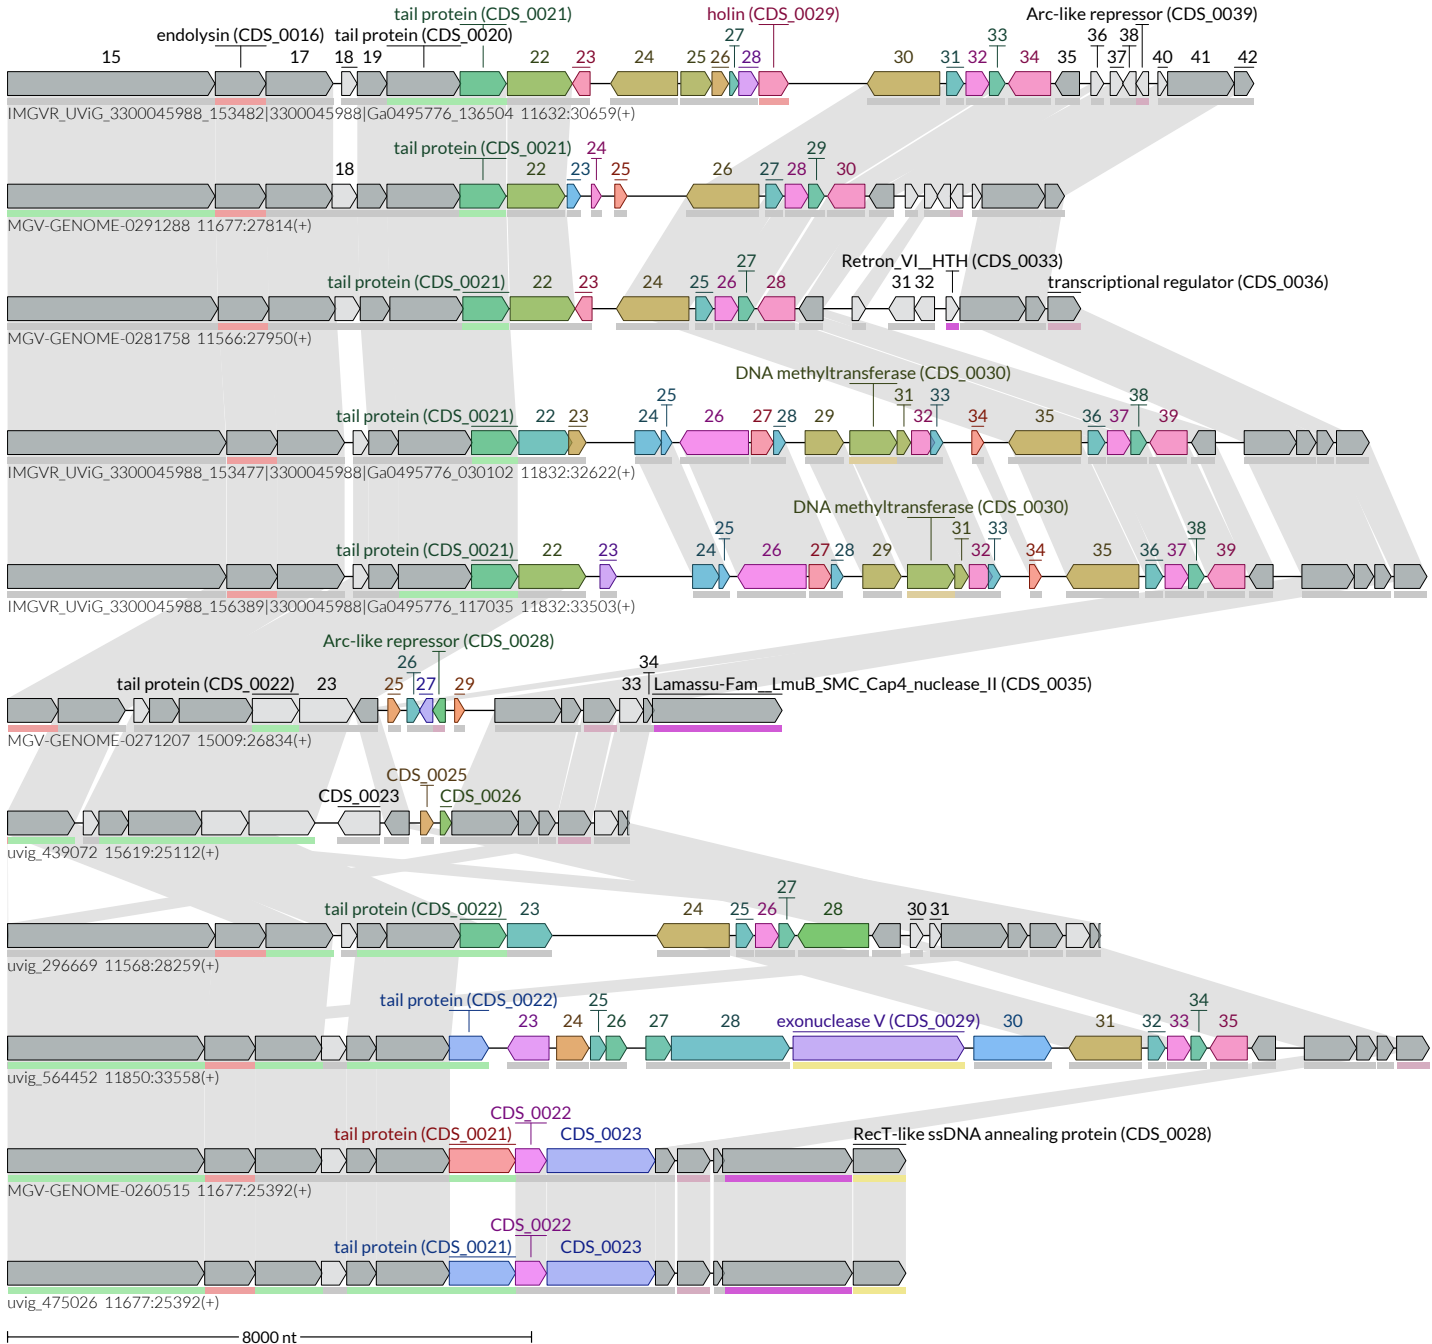 tail protein (CDS_0021) holin (CDS_0029) Arc-like repressor (CDS_0039)
endolysin (CDS_0016) tail protein (CDS_0020) 27 33 36 38
15 17 18 19 22 23 24 25 26 28 30 31 32 34 35 37 40 41 42
IMGVR_UViG_3300045988_153482|3300045988|Ga0495776_136504 11632:30659(+)
tail protein (CDS_0021) 24 29
18 22 23 25 26 27 28 30
MGV-GENOME-0291288 11677:27814(+)
27 Retron_VI__HTH (CDS_0033)
tail protein (CDS_0021) 22 23 24 25 26 28 31 32 transcriptional regulator (CDS_0036)
MGV-GENOME-0281758 11566:27950(+)
DNA methyltransferase (CDS_0030)
25 31 33 38
tail protein (CDS_0021) 22 23 24 26 27 28 29 32 34 35 36 37 39
IMGVR_UViG_3300045988_153477|3300045988|Ga0495776_030102 11832:32622(+)
DNA methyltransferase (CDS_0030)
25 31 33 38
tail protein (CDS_0021) 22 23 24 26 27 28 29 32 34 35 36 37 39
IMGVR_UViG_3300045988_156389|3300045988|Ga0495776_117035 11832:33503(+)
Arc-like repressor (CDS_0028)
26 34
tail protein (CDS_0022) 23 25 27 29 33 Lamassu-Fam__LmuB_SMC_Cap4_nuclease_II (CDS_0035)
MGV-GENOME-0271207 15009:26834(+)
CDS_0025
CDS_0023 CDS_0026
uvig_439072 15619:25112(+)
27
tail protein (CDS_0022) 23 24 25 26 28 30 31
uvig_296669 11568:28259(+)
tail protein (CDS_0022) 25 34
23 24 26 27 28 exonuclease V (CDS_0029) 30 31 32 33 35
uvig_564452 11850:33558(+)
CDS_0022
tail protein (CDS_0021) CDS_0023 RecT-like ssDNA annealing protein (CDS_0028)
MGV-GENOME-0260515 11677:25392(+)
CDS_0022
tail protein (CDS_0021) CDS_0023
uvig_475026 11677:25392(+)
8000 nt